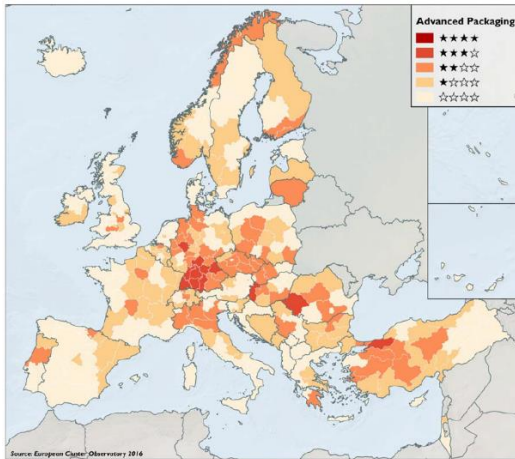 Advanced Packaging
★★★★
★★★☆
★★☆☆
★☆☆☆
☆☆☆☆
Source: European Cluster Observatory 2016